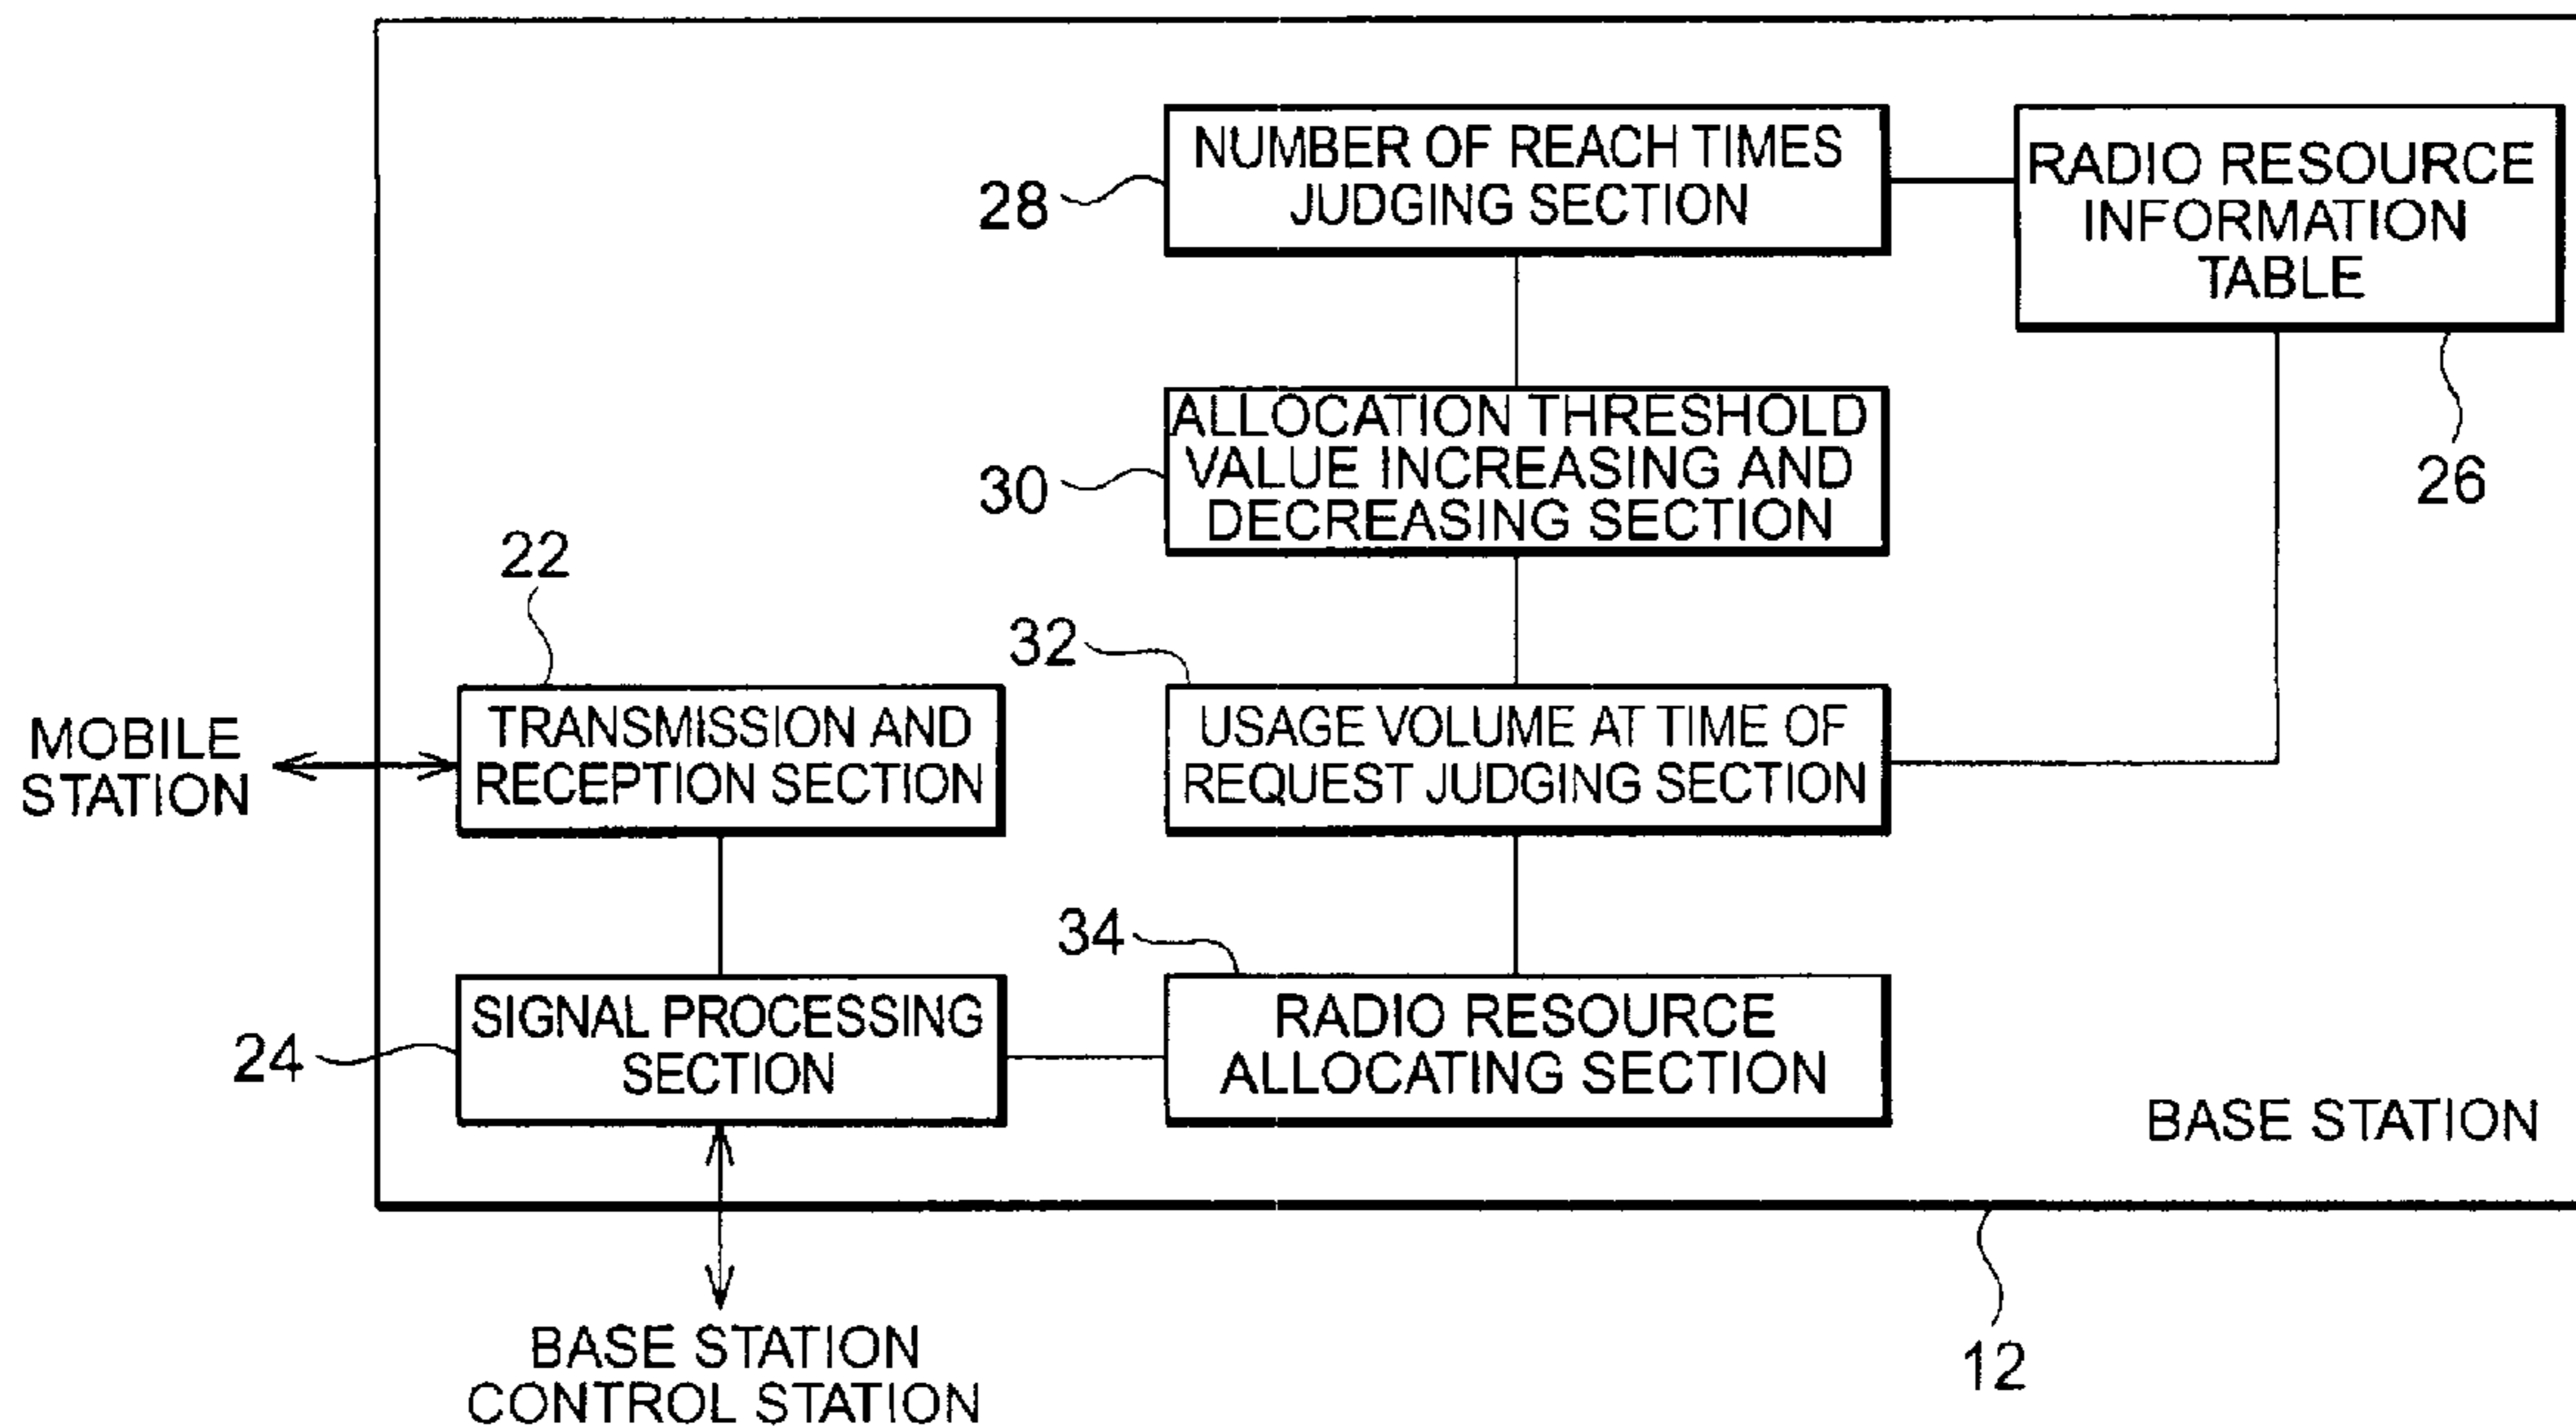 NUMBER OF REACH TIMES
JUDGING SECTION
28
RADIO RESOURCE
INFORMATION
TABLE
26
ALLOCATION THRESHOLD
VALUE INCREASING AND
DECREASING SECTION
30
22
32
MOBILE
STATION
TRANSMISSION AND
RECEPTION SECTION
USAGE VOLUME AT TIME OF
REQUEST JUDGING SECTION
34
24
SIGNAL PROCESSING
SECTION
RADIO RESOURCE
ALLOCATING SECTION
BASE STATION
12
BASE STATION
CONTROL STATION